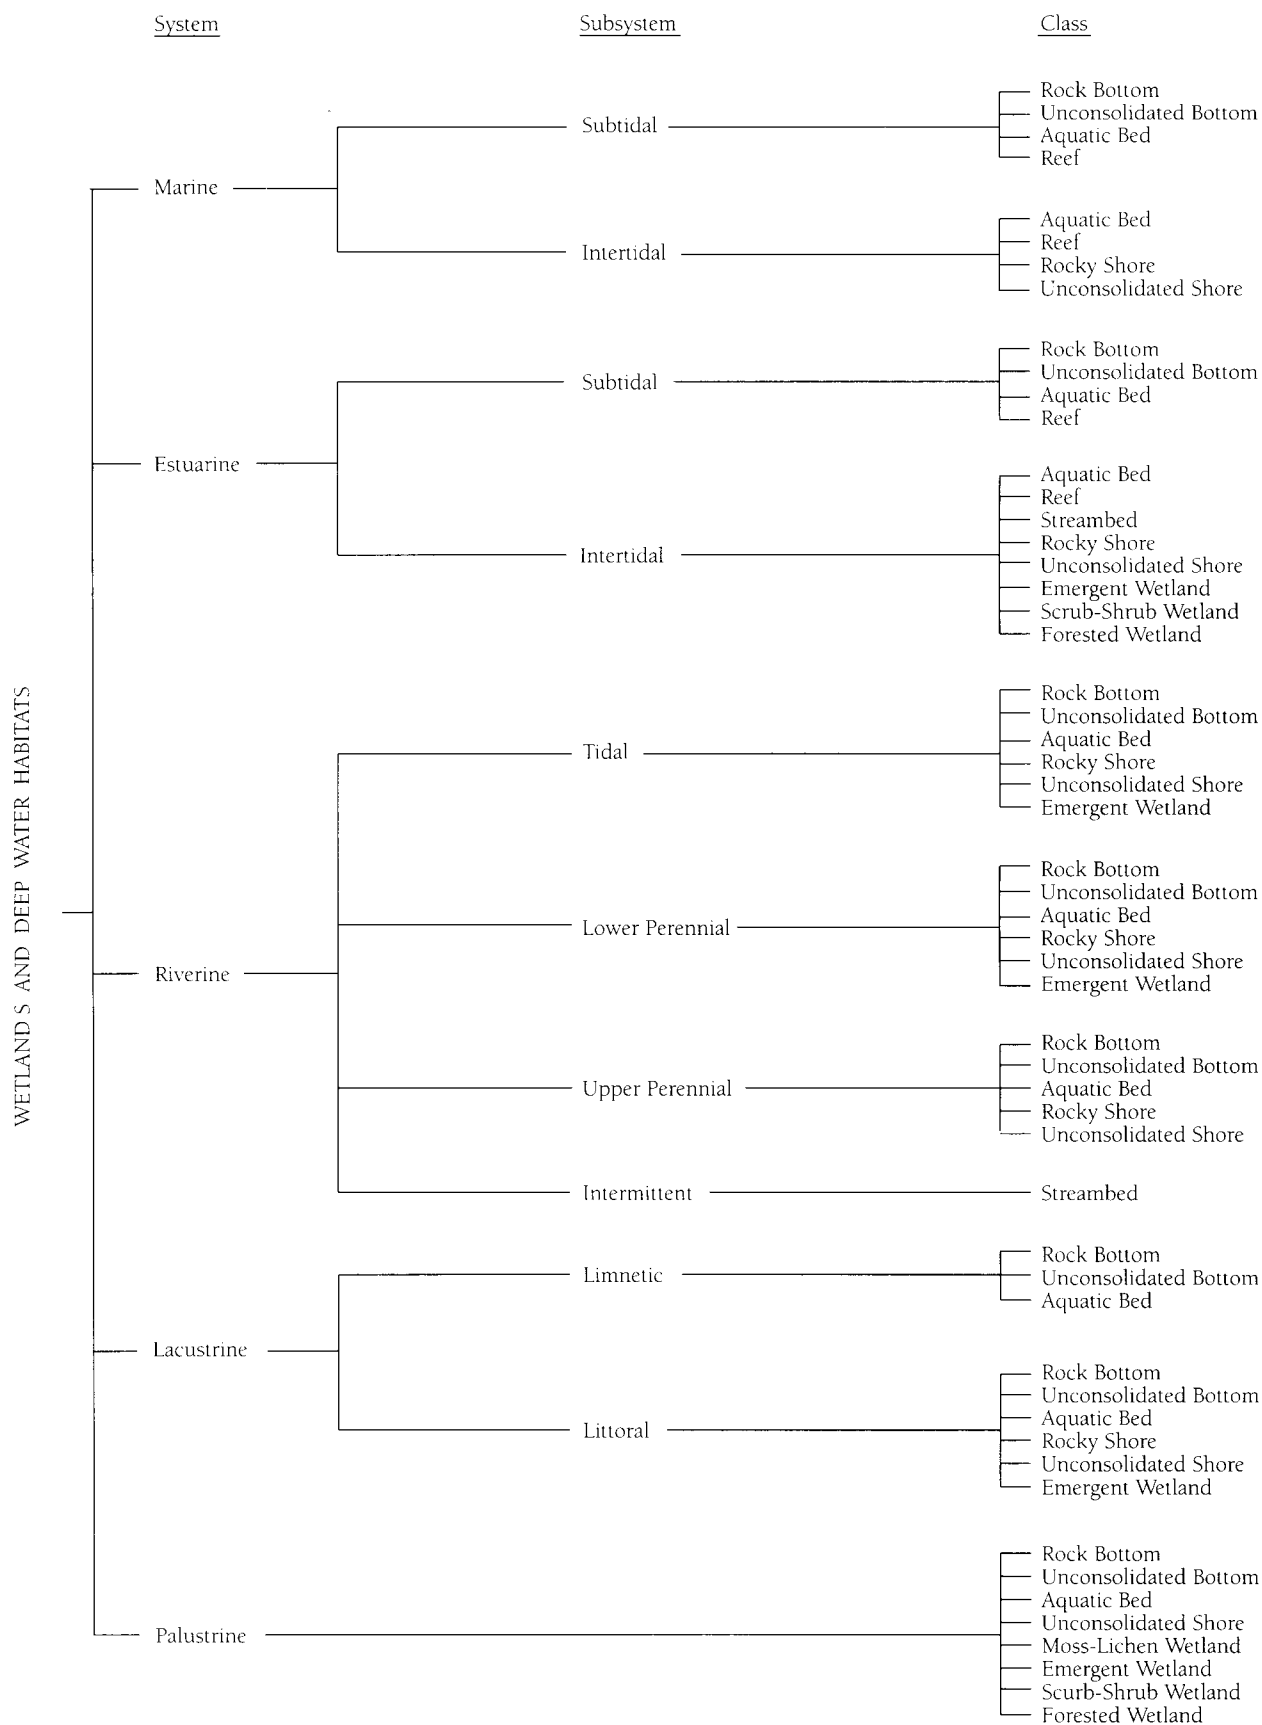 System Subsystem Class
Rock Bottom
Unconsolidated Bottom
Subtidal
Aquatic Bed
Reef
Marine
Aquatic Bed
Reef
Intertidal
Rocky Shore
Unconsolidated Shore
Rock Bottom
Unconsolidated Bottom
Subtidal
Aquatic Bed
Reef
Estuarine
Aquatic Bed
Reef
Streambed
Rocky Shore
Intertidal
Unconsolidated Shore
Emergent Wetland
Scrub-Shrub Wetland
Forested Wetland
WETLANDS AND DEEP WATER HABITATS
Rock Bottom
Unconsolidated Bottom
Aquatic Bed
Tidal
Rocky Shore
Unconsolidated Shore
Emergent Wetland
Rock Bottom
Unconsolidated Bottom
Aquatic Bed
Lower Perennial
Rocky Shore
Unconsolidated Shore
Riverine
Emergent Wetland
Rock Bottom
Unconsolidated Bottom
Upper Perennial
Aquatic Bed
Rocky Shore
Unconsolidated Shore
Intermittent
Streambed
Rock Bottom
Limnetic
Unconsolidated Bottom
Aquatic Bed
Lacustrine
Rock Bottom
Unconsolidated Bottom
Aquatic Bed
Littoral
Rocky Shore
Unconsolidated Shore
Emergent Wetland
Rock Bottom
Unconsolidated Bottom
Aquatic Bed
Unconsolidated Shore
Palustrine
Moss-Lichen Wetland
Emergent Wetland
Scurb-Shrub Wetland
Forested Wetland